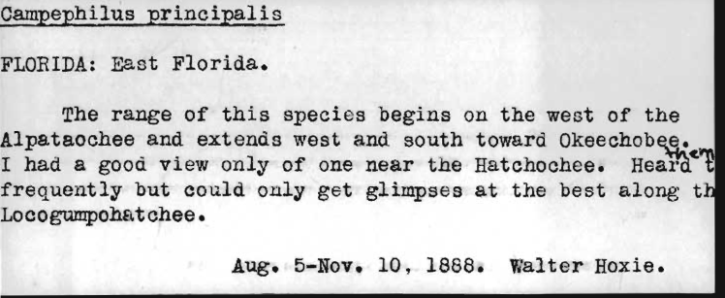 Campephilus principalis
FLORIDA: East Florida.
The range of this species begins on the west of the
Alpataochee and extends west and south toward Okeechobee.
I had a good view only of one near the Hatchochee. Heard t them
frequently but could only get glimpses at the best along th
Locogumpohatchee.
Aug. 5-Nov. 10, 1888. Walter Hoxie.